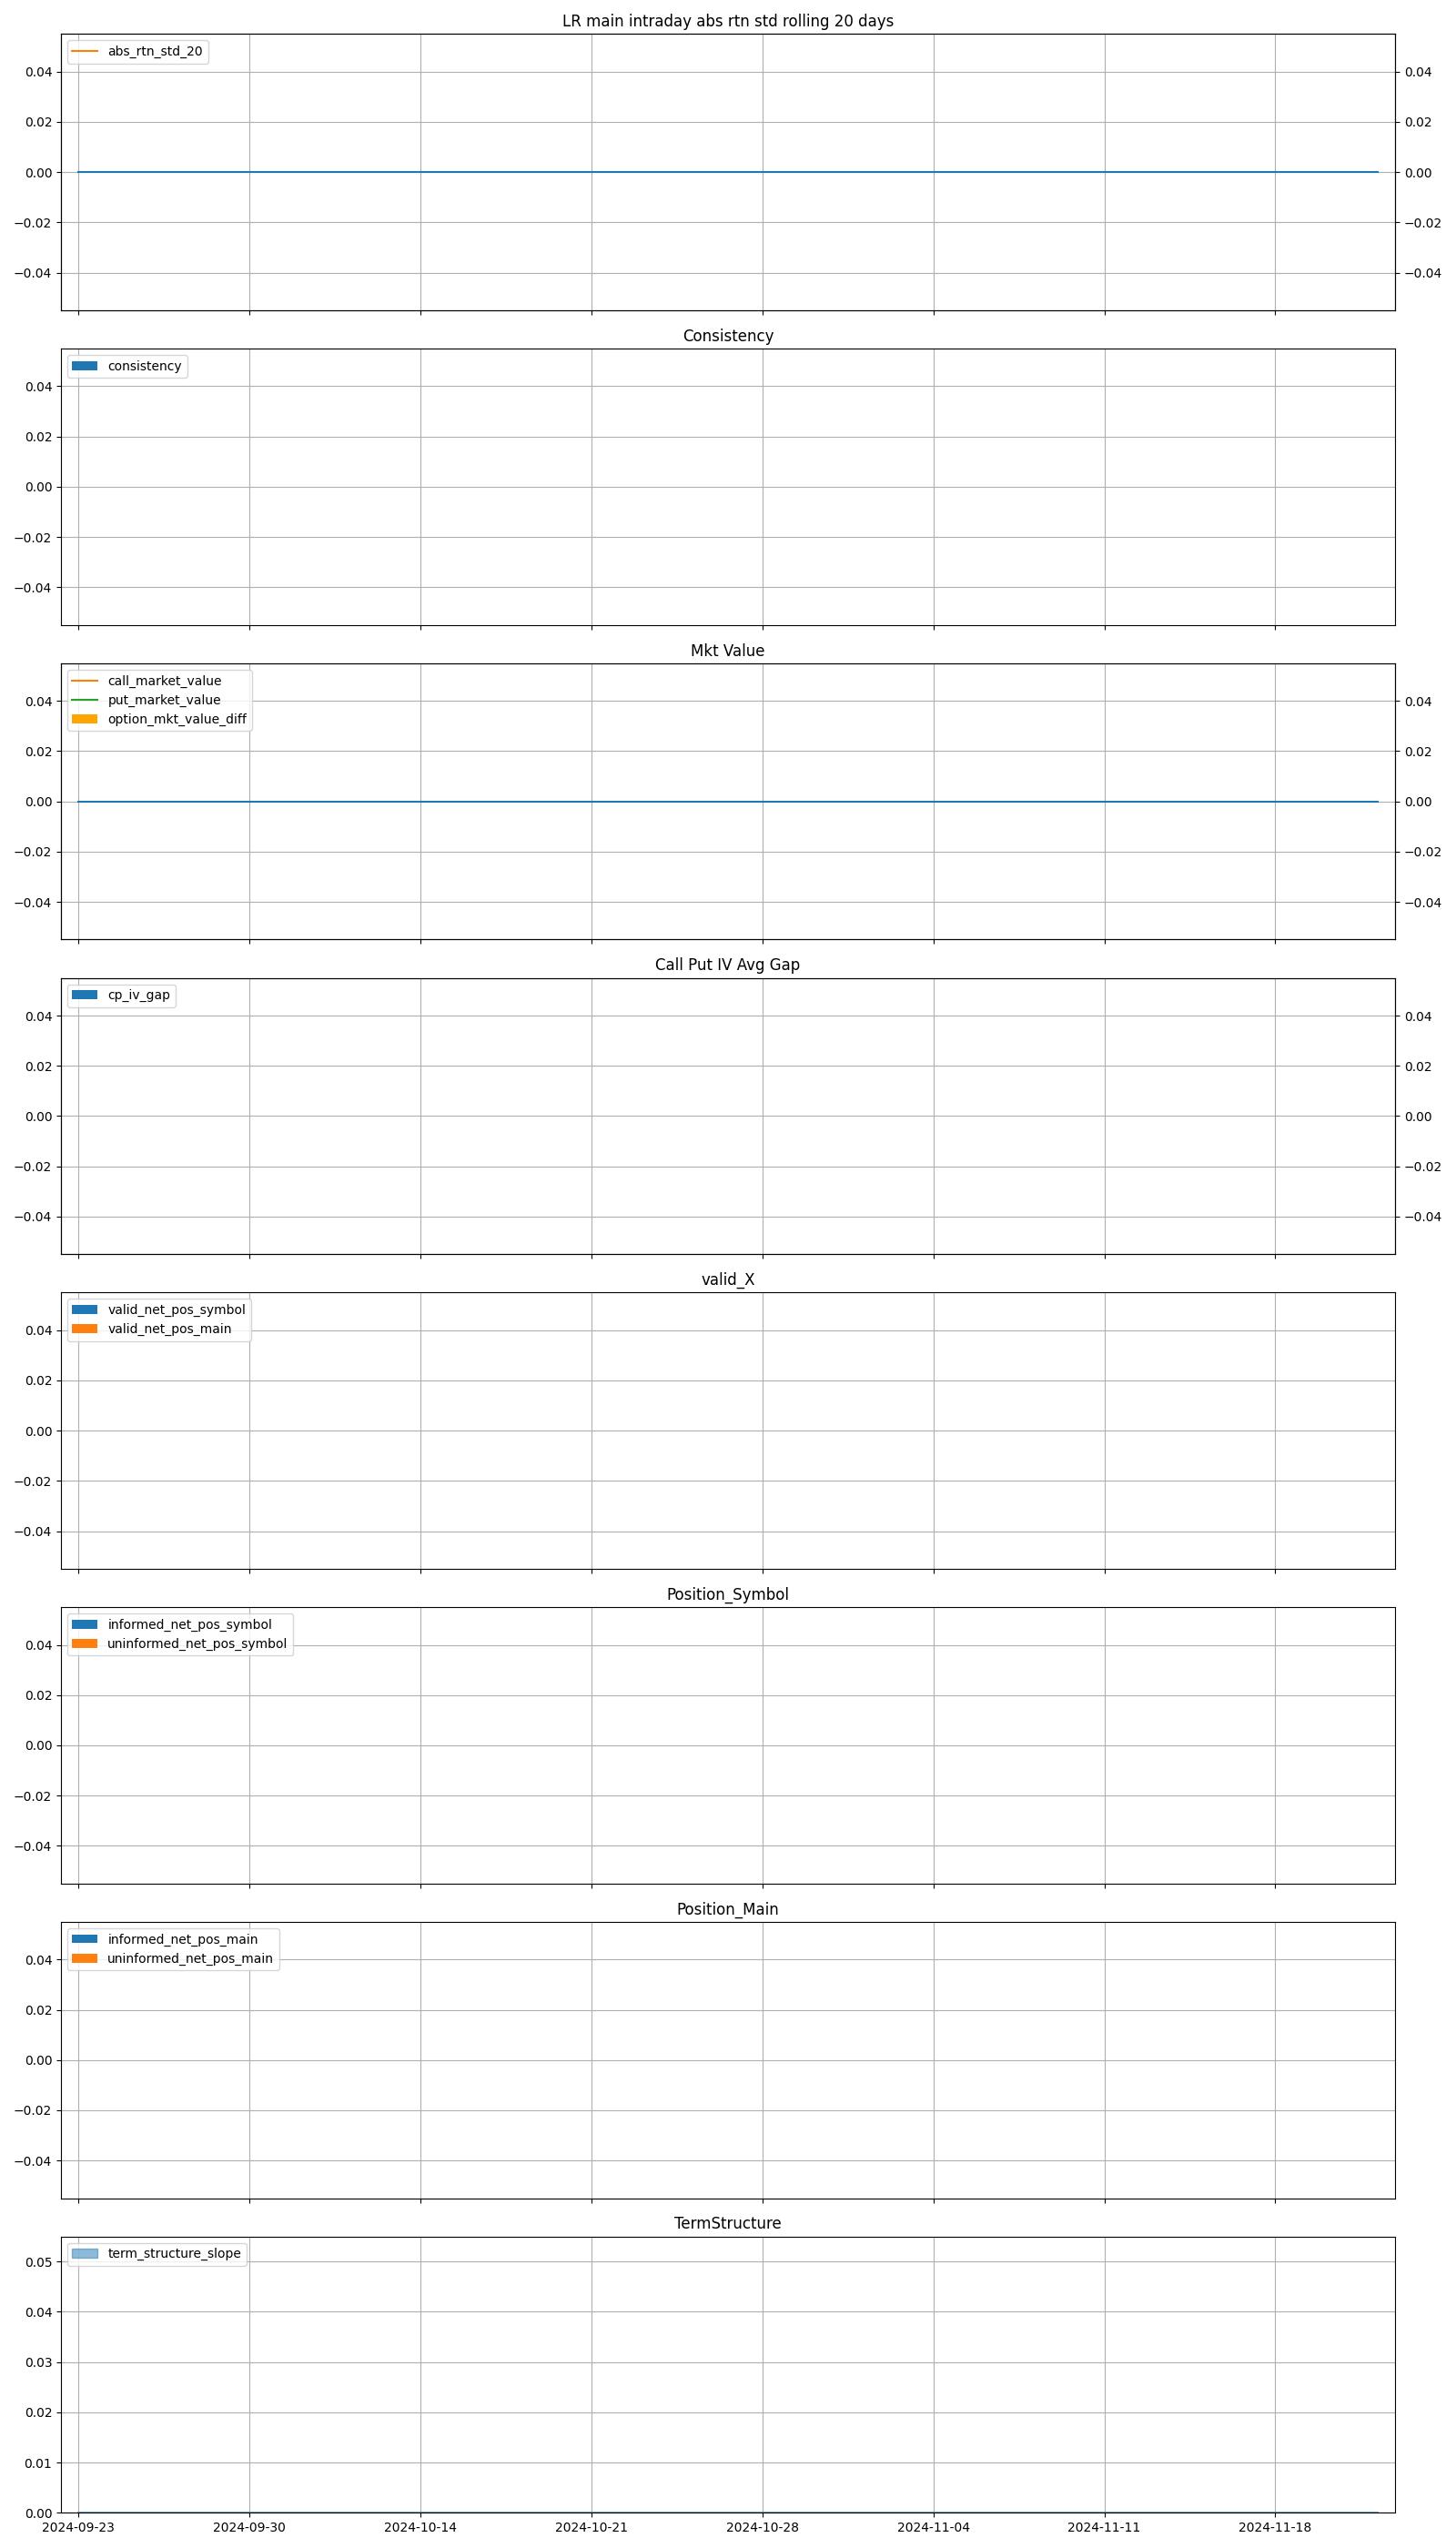 LR main intraday abs rtn std rolling 20 days
abs_rtn_std_20
0.04 0.04
0.02 0.02
0.00 0.00
−0.02 −0.02
−0.04 −0.04
Consistency
consistency
0.04
0.02
0.00
−0.02
−0.04
Mkt Value
call_market_value
put_market_value
option_mkt_value_diff
0.04 0.04
0.02 0.02
0.00 0.00
−0.02 −0.02
−0.04 −0.04
Call Put IV Avg Gap
cp_iv_gap
0.04 0.04
0.02 0.02
0.00 0.00
−0.02 −0.02
−0.04 −0.04
valid_X
valid_net_pos_symbol
valid_net_pos_main
0.04
0.02
0.00
−0.02
−0.04
Position_Symbol
informed_net_pos_symbol
uninformed_net_pos_symbol
0.04
0.02
0.00
−0.02
−0.04
Position_Main
informed_net_pos_main
uninformed_net_pos_main
0.04
0.02
0.00
−0.02
−0.04
TermStructure
term_structure_slope
0.05
0.04
0.03
0.02
0.01
0.00
2024-09-23 2024-09-30 2024-10-14 2024-10-21 2024-10-28 2024-11-04 2024-11-11 2024-11-18